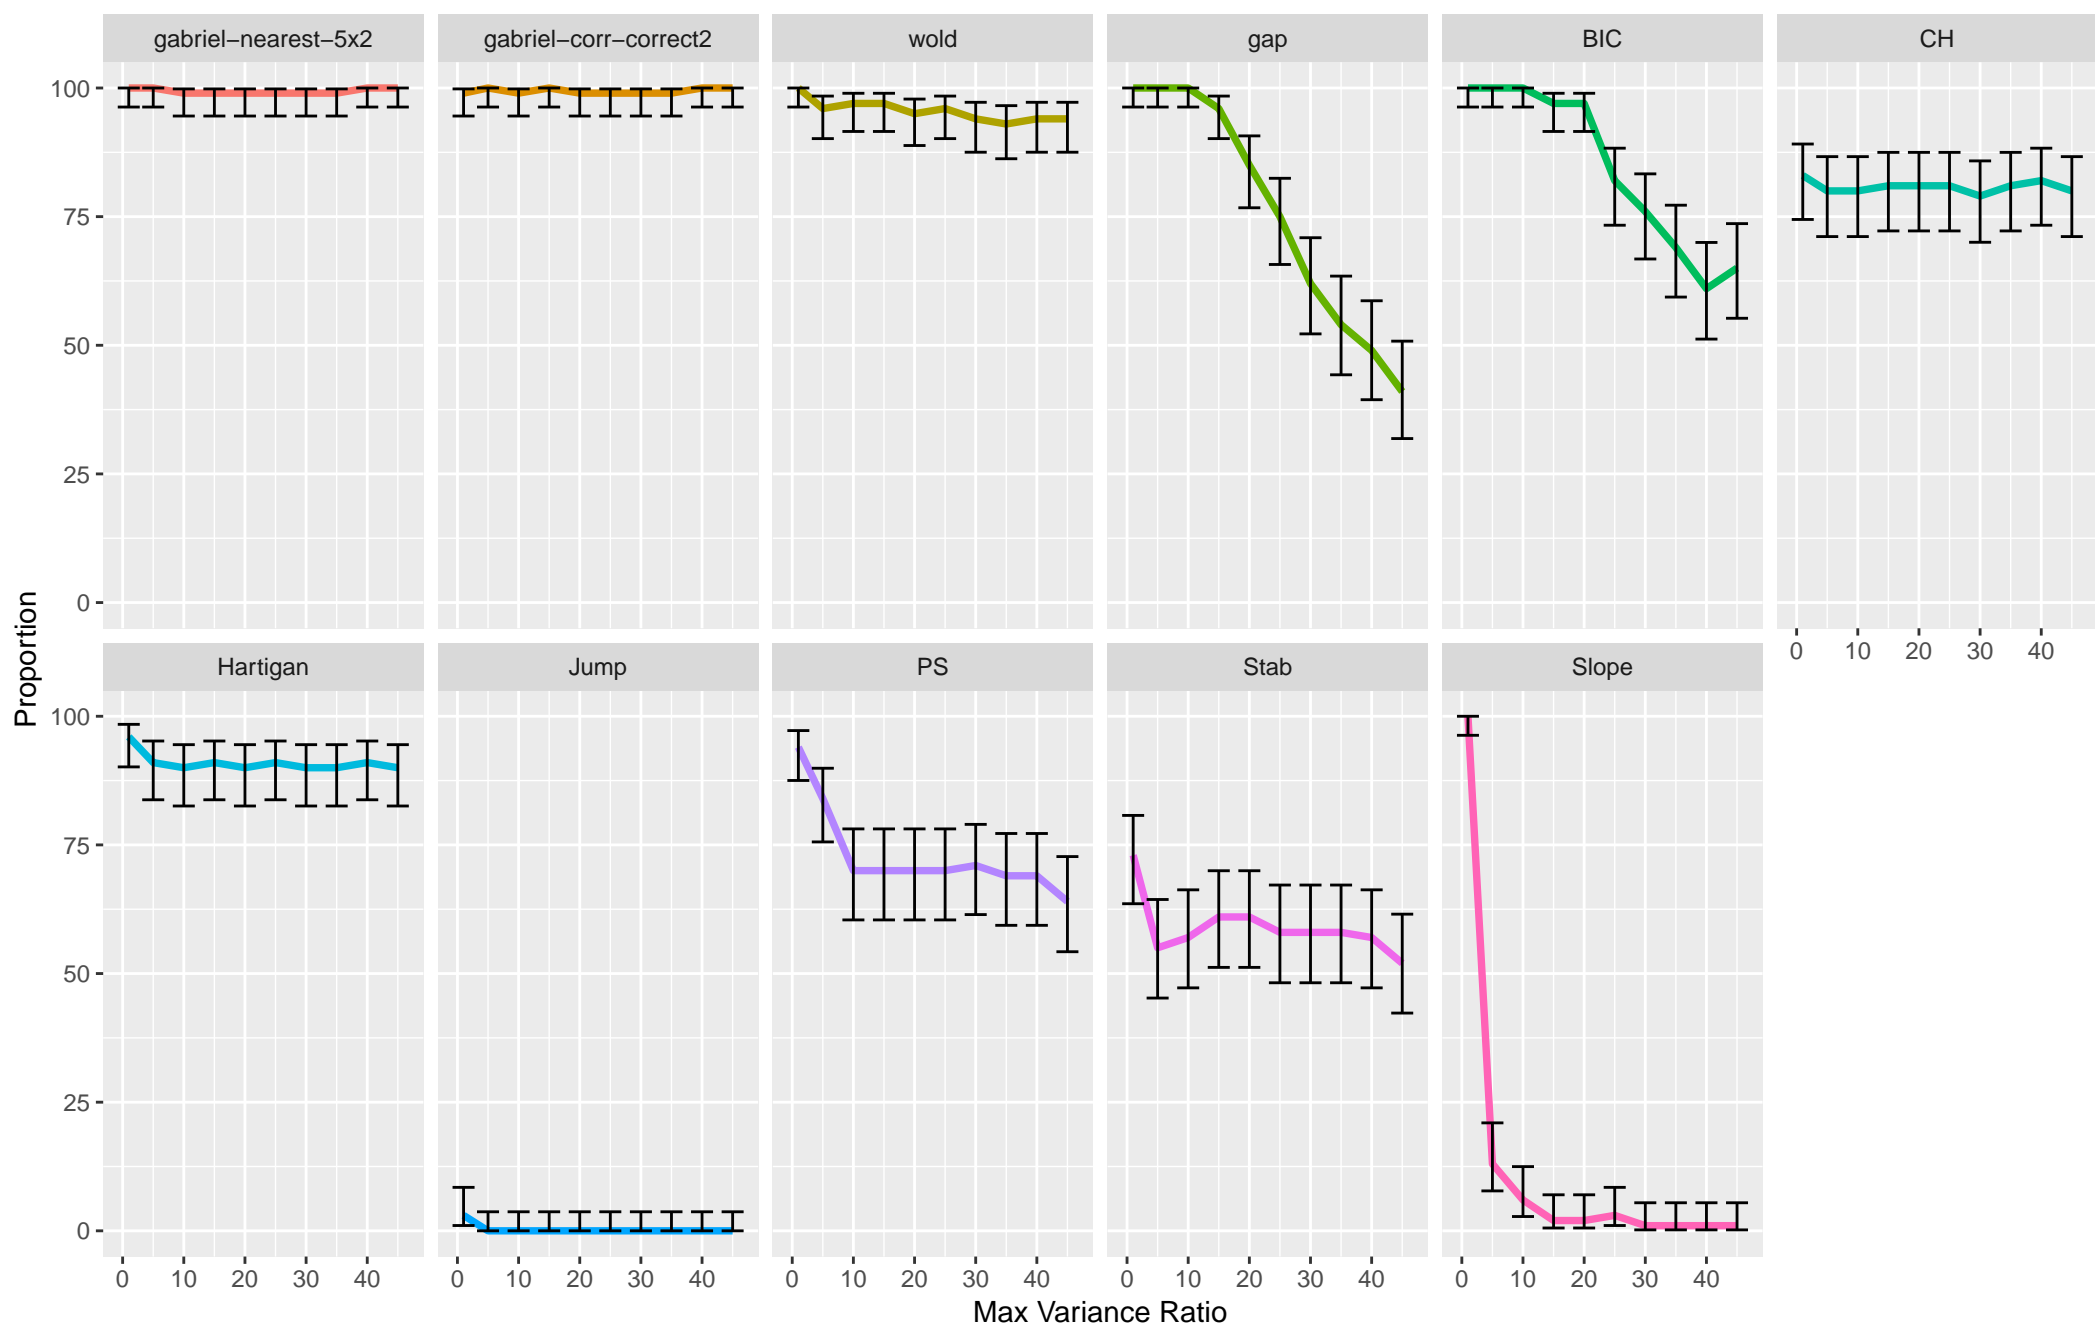 gabriel−nearest−5x2 gabriel−corr−correct2 wold gap BIC CH
100
75
50
25
0
0 10 20 30 40
Hartigan Jump PS Stab Slope
100
75
50
25
0
0 10 20 30 40 0 10 20 30 40 0 10 20 30 40 0 10 20 30 40 0 10 20 30 40
Proportion
Max Variance Ratio